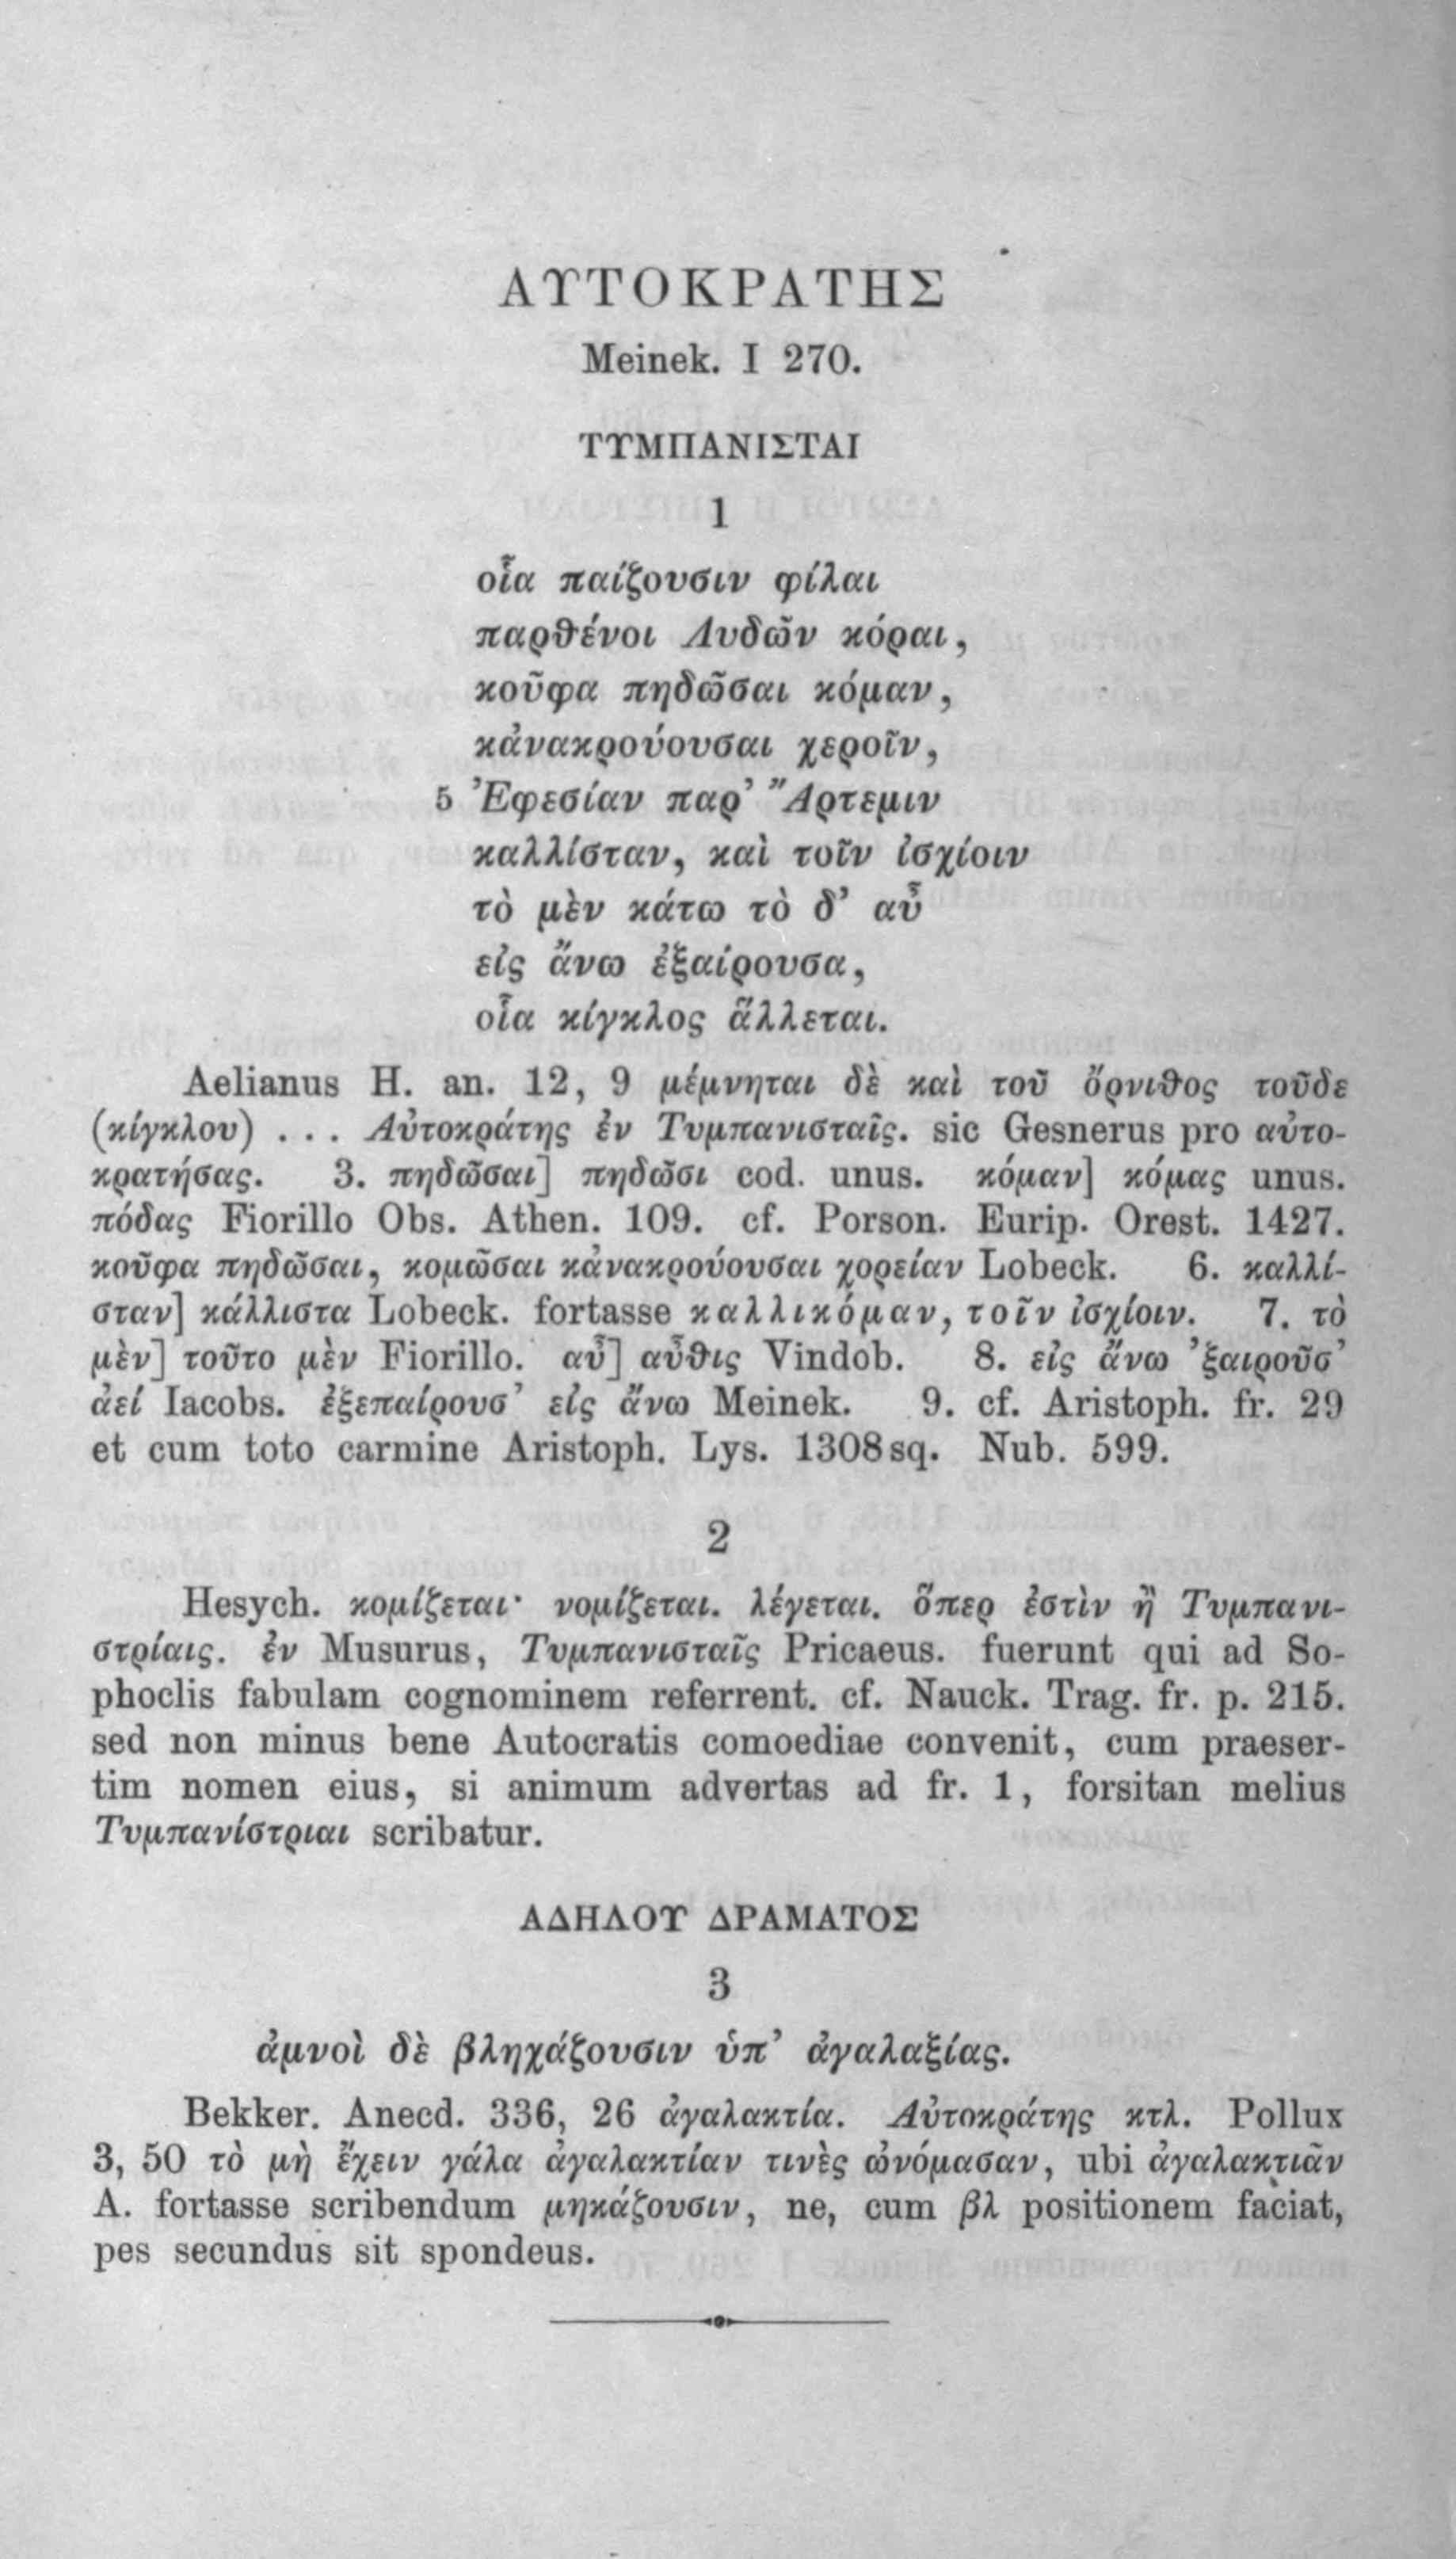 ΑΥΤΟΚΡΑΤΗΣ
Meinek. I 270.
ΤΥΜΠΑΝΙΣΤΑΙ
1
οἷα παίζουσιν φίλαι
παρθένοι Λυδῶν κόραι,
κοῦφα πηδῶσαι κόμαν,
κἀνακρούουσαι χεροῖν,
5 Ἐφεσίαν παρ’ Ἄρτεμιν
καλλίσταν, καὶ τοῖν ἰσχίοιν
τὸ μὲν κάτω τὸ δ’ αὖ
εἰς ἄνω ἐξαίρουσα,
οἷα κίγκλος ἅλλεται.
Aelianus H. an. 12, 9 μέμνηται δὲ καὶ τοῦ ὄρνιθος τοῦδε
(κίγκλου) ... Αὐτοκράτης ἐν Τυμπανισταῖς. sic Gesnerus pro αὐτο-
κρατήσας. 3. πηδῶσαι] πηδῶσι cod. unus. κόμαν] κόμας unus.
πόδας Fiorillo Obs. Athen. 109. cf. Porson. Eurip. Orest. 1427.
κοῦφα πηδῶσαι, κομῶσαι κἀνακρούουσαι χορείαν Lobeck. 6. καλλί-
σταν] κάλλιστα Lobeck. fortasse καλλικόμαν, τοῖν ἰσχίοιν. 7. τὸ
μὲν] τοῦτο μὲν Fiorillo. αὖ] αὖθις Vindob. 8. εἰς ἄνω ’ξαιροῦσ’
ἀεί Iacobs. ἐξεπαίρουσ’ εἰς ἄνω Meinek. 9. cf. Aristoph. fr. 29
et cum toto carmine Aristoph. Lys. 1308 sq. Nub. 599.
2
Hesych. κομίζεται· νομίζεται. λέγεται. ὅπερ ἐστὶν ἢ Τυμπανι-
στρίαις. ἐν Musurus, Τυμπανισταῖς Pricaeus. fuerunt qui ad So-
phoclis fabulam cognominem referrent. cf. Nauck. Trag. fr. p. 215.
sed non minus bene Autocratis comoediae convenit, cum praeser-
tim nomen eius, si animum advertas ad fr. 1, forsitan melius
Τυμπανίστριαι scribatur.
ΑΔΗΛΟΥ ΔΡΑΜΑΤΟΣ
3
ἀμνοὶ δὲ βληχάζουσιν ὑπ’ ἀγαλαξίας.
Bekker. Anecd. 336, 26 ἀγαλακτία. Αὐτοκράτης κτλ. Pollux
3, 50 τὸ μὴ ἔχειν γάλα ἀγαλακτίαν τινὲς ὠνόμασαν, ubi ἀγαλακτιᾶν
A. fortasse scribendum μηκάζουσιν, ne, cum βλ positionem faciat,
pes secundus sit spondeus.